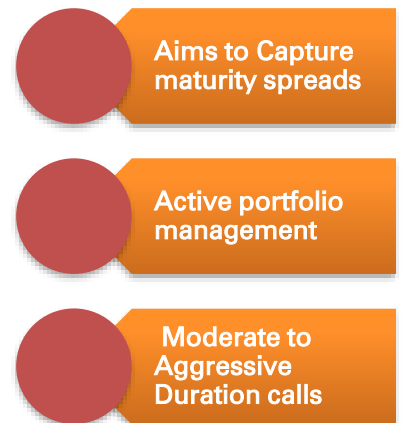 Aims to Capture
maturity spreads
Active portfolio
management
Moderate to
Aggressive
Duration calls